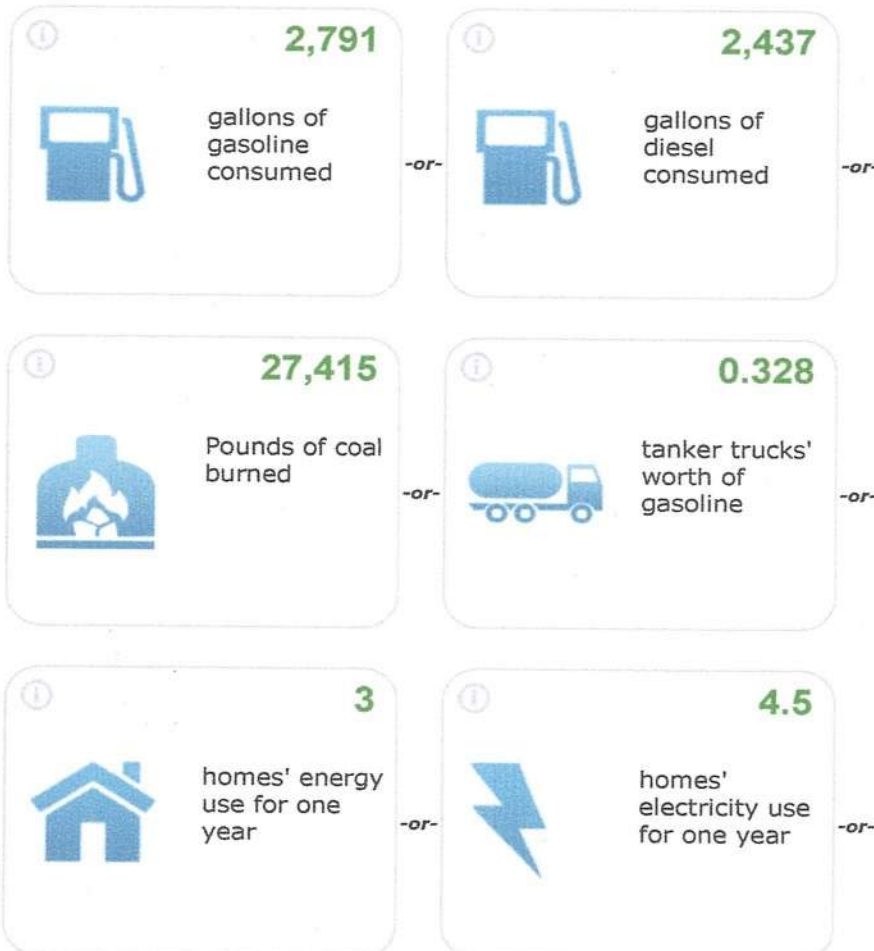 2,791
gallons of
gasoline
consumed
-or-
2,437
gallons of
diesel
consumed
-or-
27,415
Pounds of coal
burned
-or-
0.328
tanker trucks'
worth of
gasoline
-or-
3
homes' energy
use for one
year
-or-
4.5
homes'
electricity use
for one year
-or-